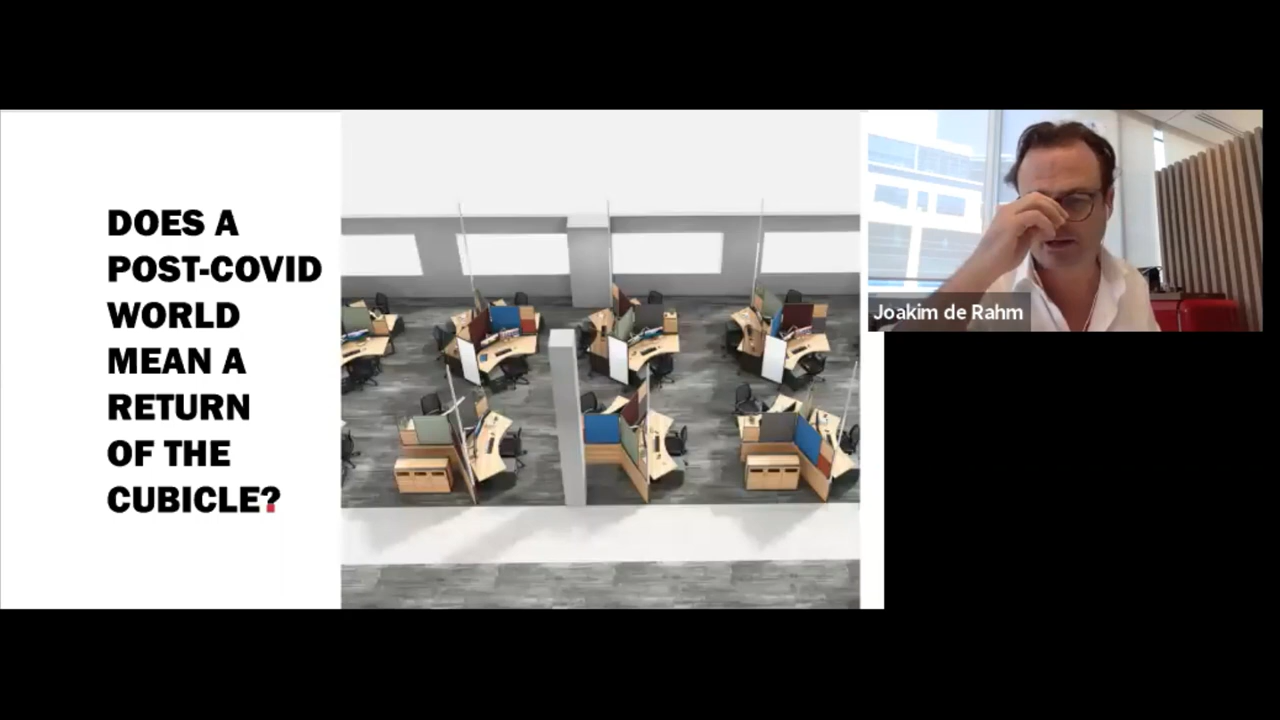 DOES A
POST-COVID
WORLD
MEAN A
RETURN
OF THE
CUBICLE?
Joakim de Rahm